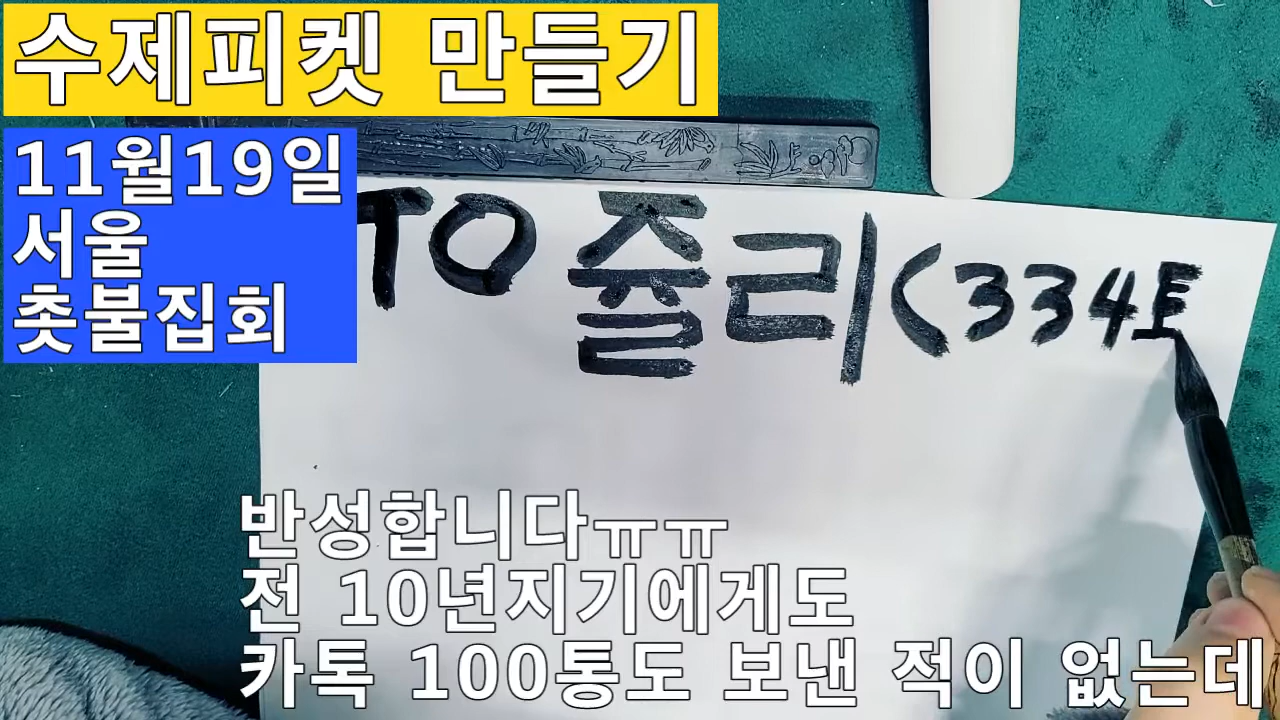 수제피켓 만들기
11월19일
서울
촛불집회
TO 쥴리(334토
반성합니다ㅠㅠ
전 10년지기에게도
카톡 100통도 보낸 적이 없는데